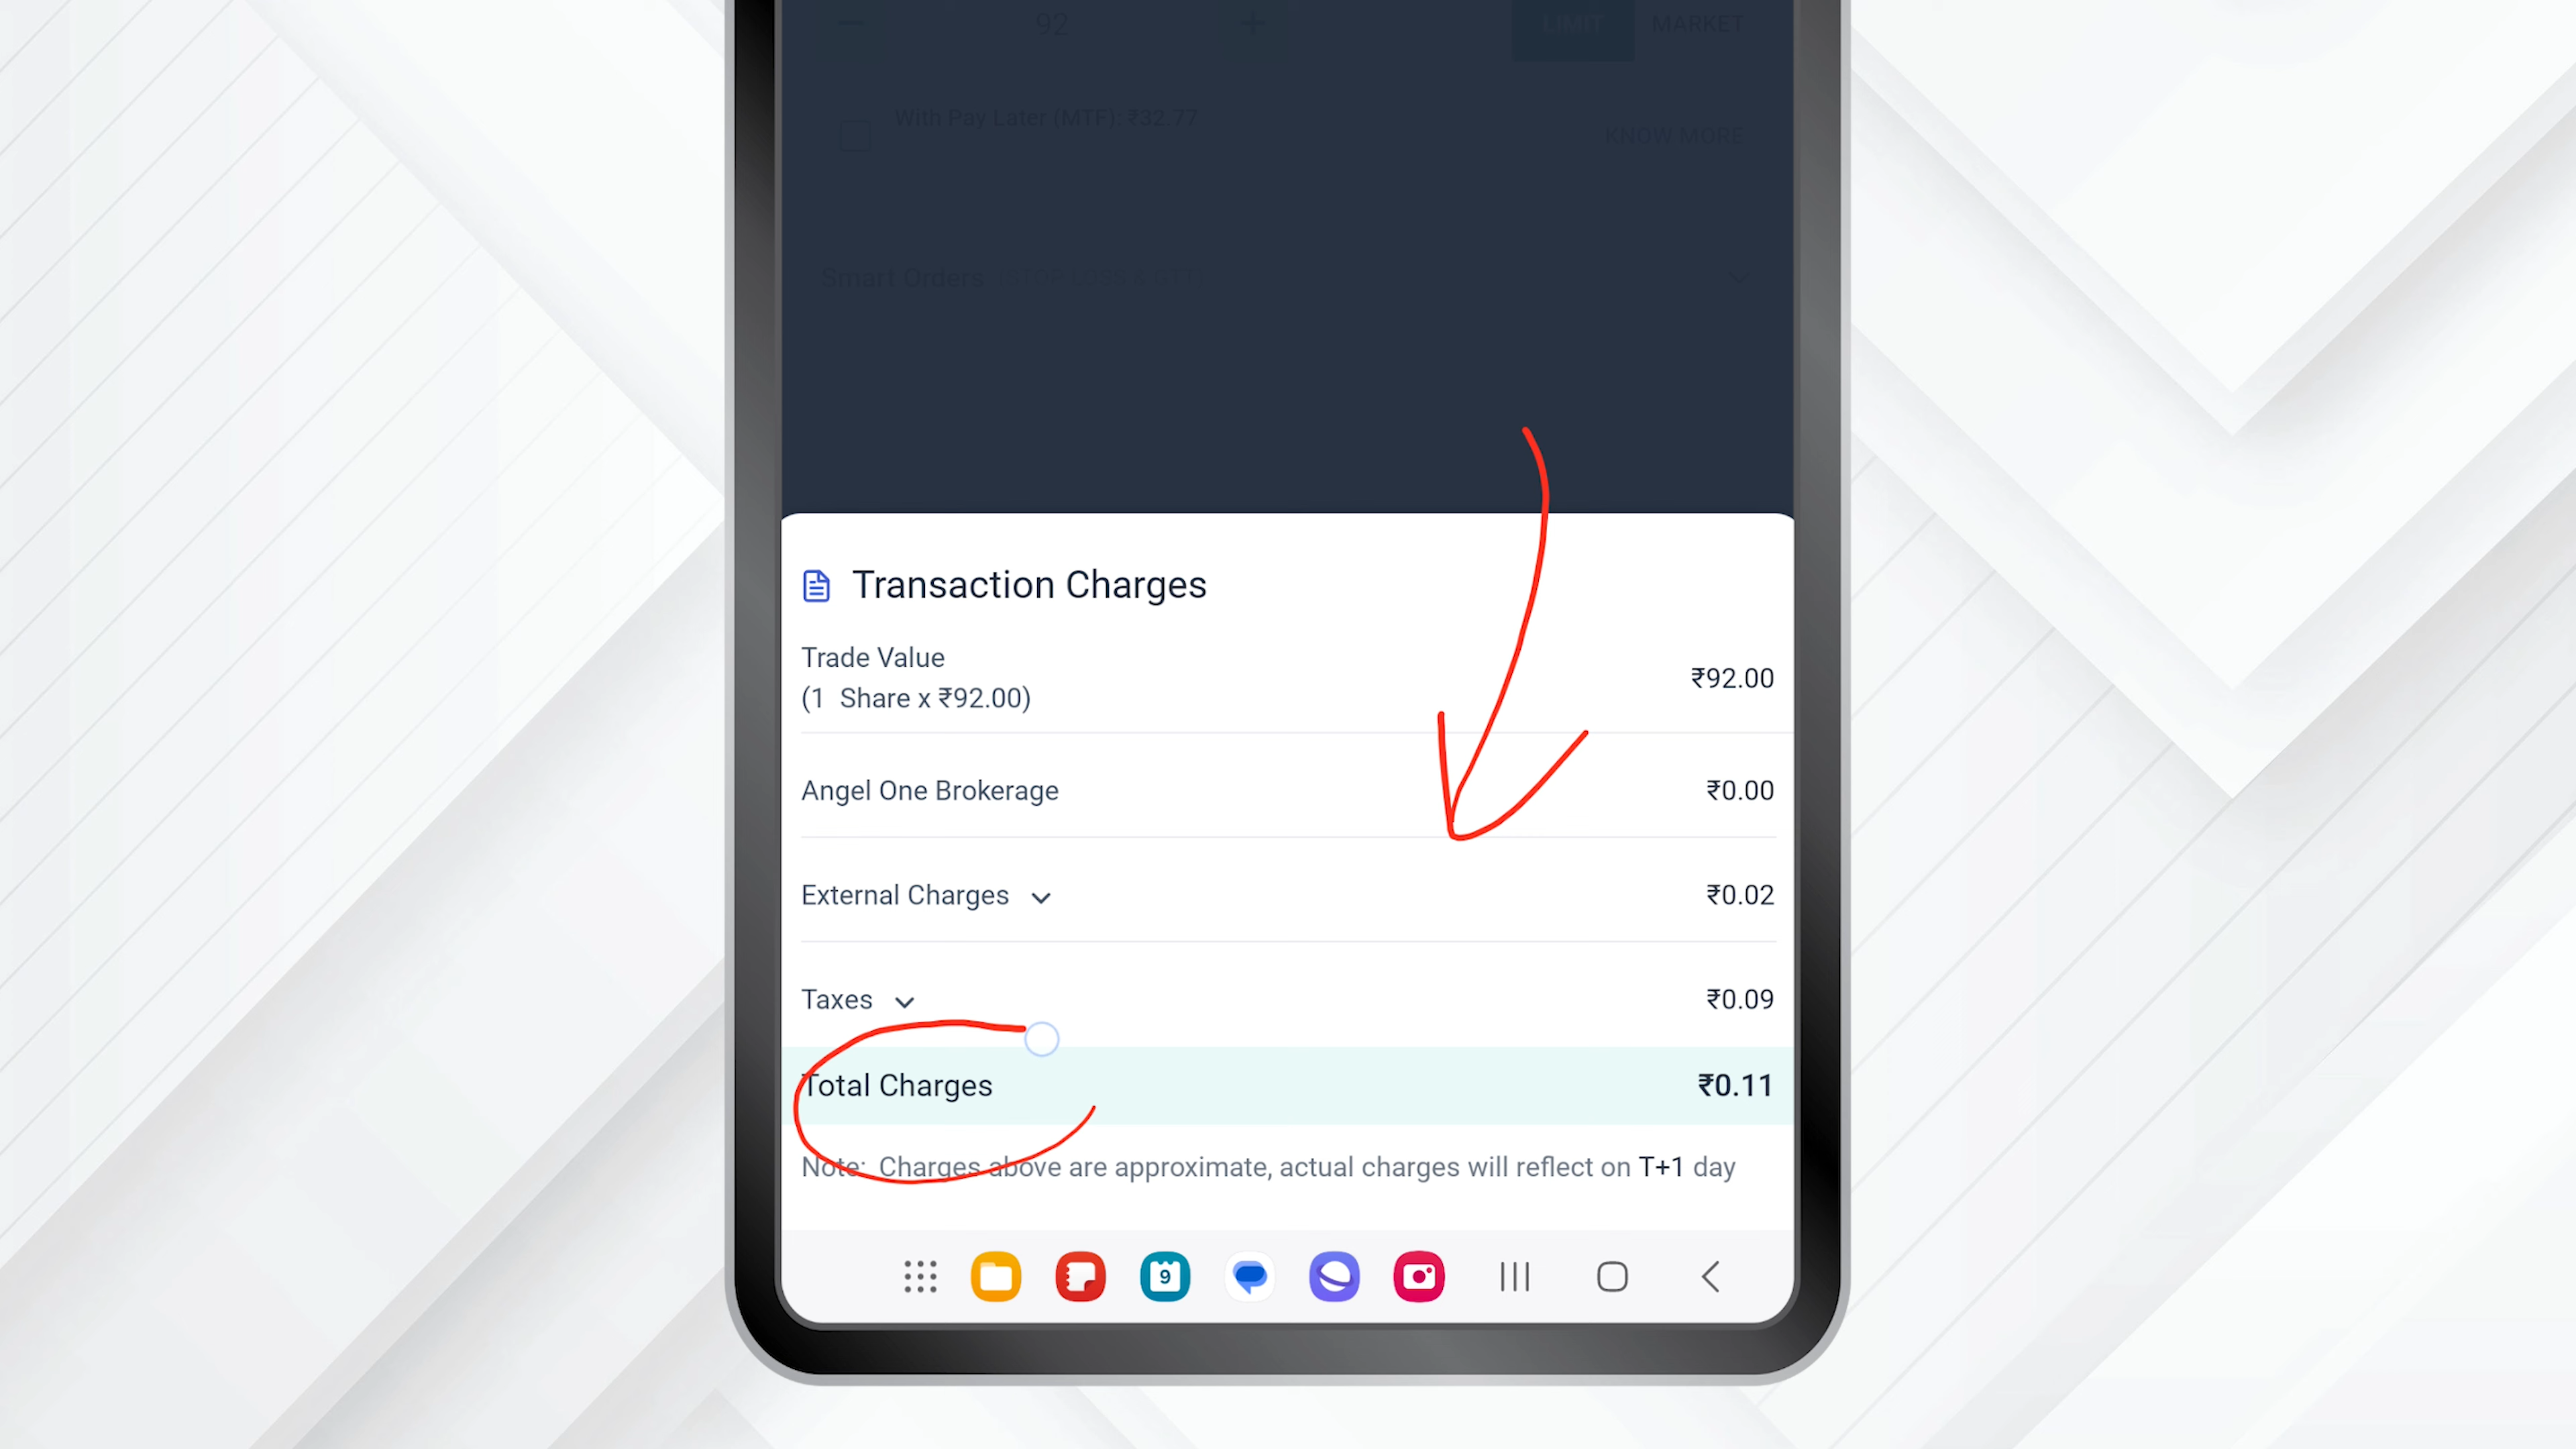 92
LIMIT
MARKET
With Pay Later (MTF): ₹32.77
KNOW MORE
Smart Orders
Transaction Charges
Trade Value
(1 Share x ₹92.00)
₹92.00
Angel One Brokerage
₹0.00
External Charges
₹0.02
Taxes
₹0.09
Total Charges
₹0.11
Note: Charges above are approximate, actual charges will reflect on T+1 day
9